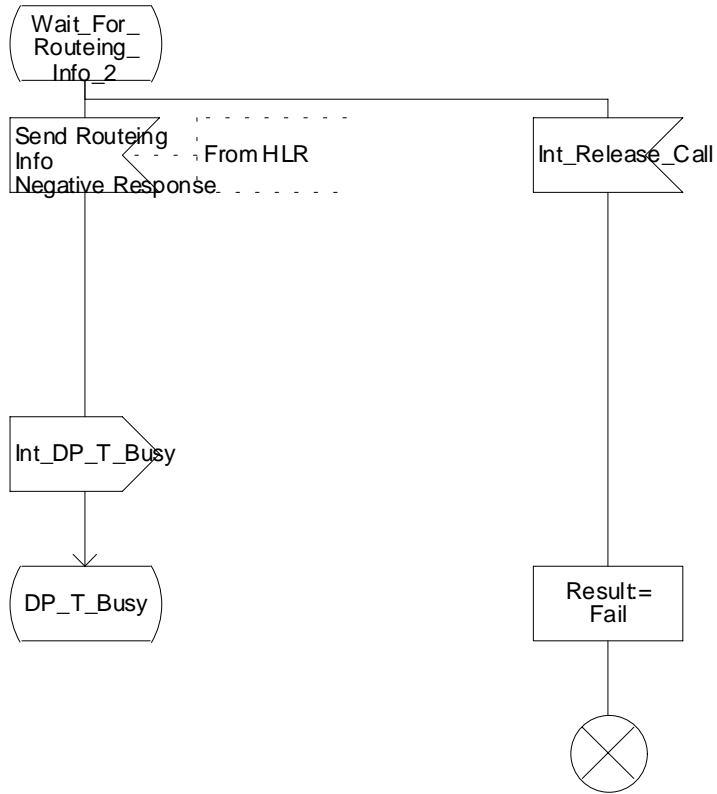 Wait_For_
Routeing_
Info_2
Send Routeing
Info
Negative Response
From HLR
Int_Release_Call
Int_DP_T_Busy
DP_T_Busy
Result:=
Fail